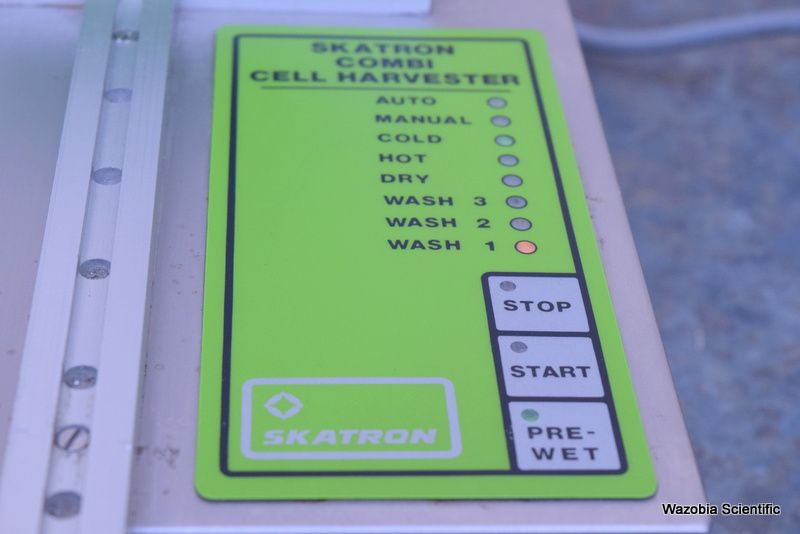 SKATRON
COMBI
CELL HARVESTER
AUTO
MANUAL
COLD
HOT
DRY
WASH 3
WASH 2
WASH 1
STOP
START
PRE-
WET
SKATRON
Wazobia Scientific